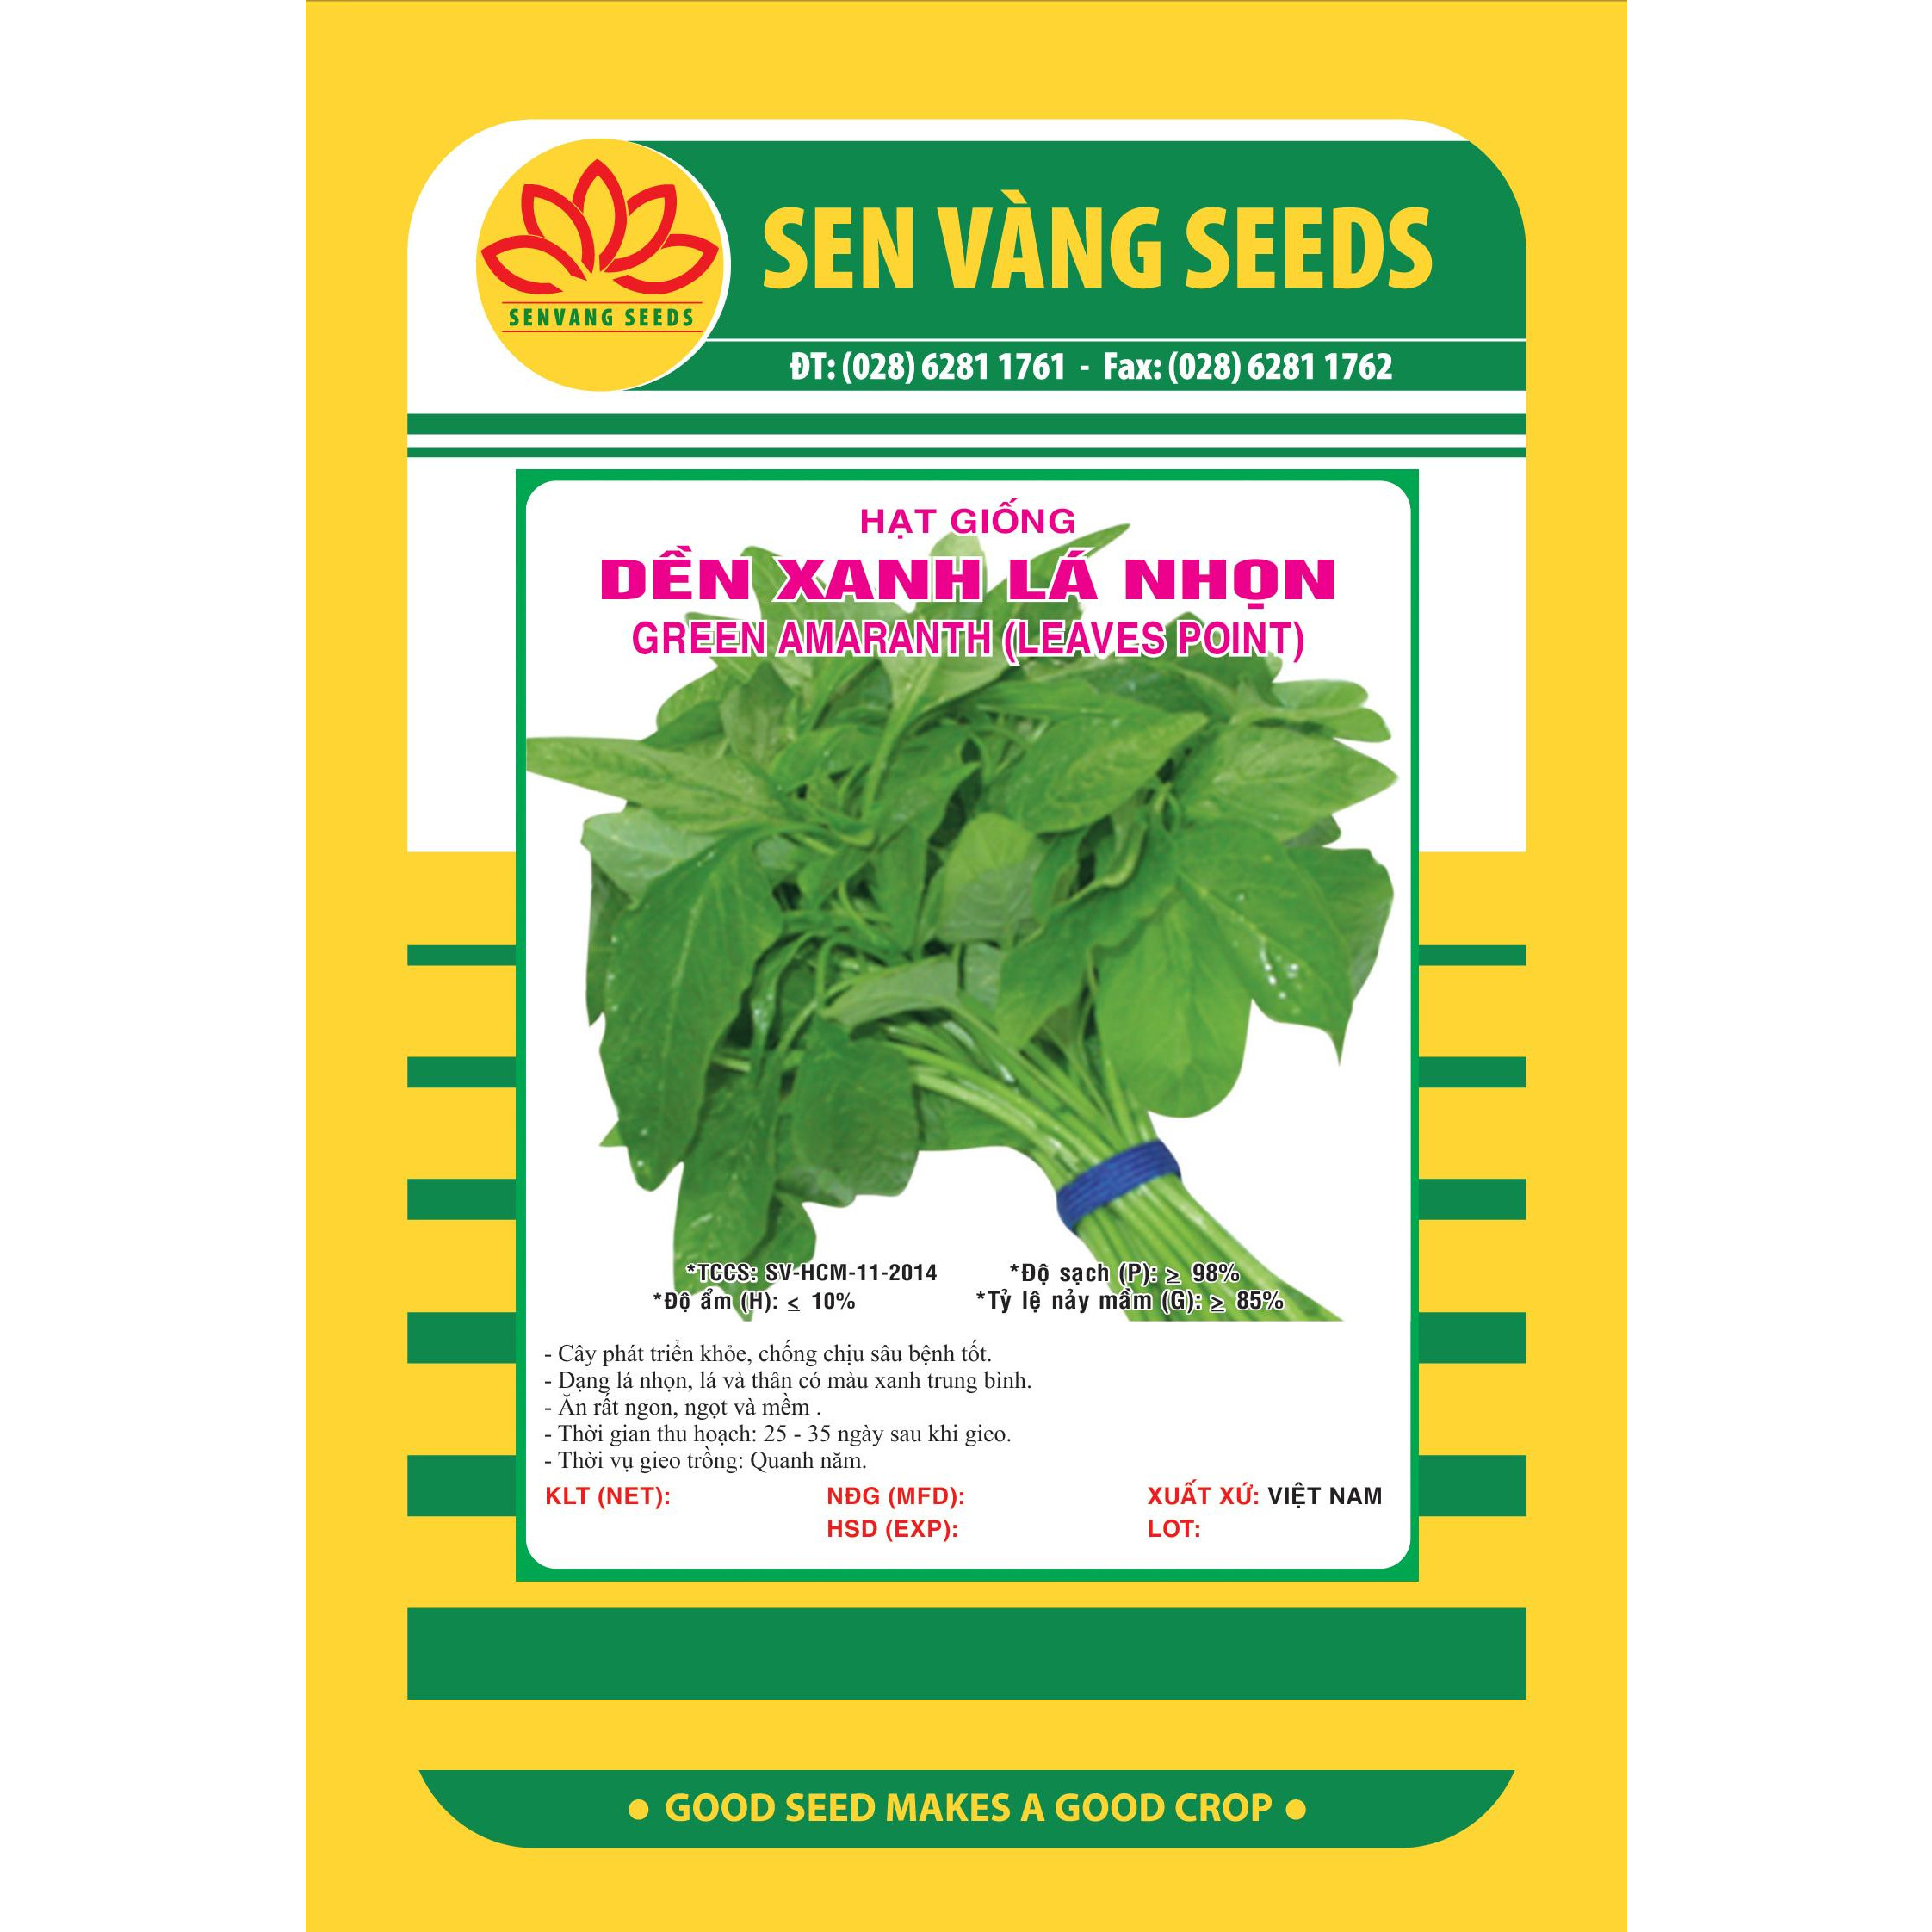 SEN VÀNG SEEDS
SENVANG SEEDS
ĐT: (028) 6281 1761 - Fax: (028) 6281 1762
HẠT GIỐNG
DỀN XANH LÁ NHỌN
GREEN AMARANTH (LEAVES POINT)
*TCCS: SV-HCM-11-2014 *Độ sạch (P): ≥ 98%
*Độ ẩm (H): ≤ 10% *Tỷ lệ nảy mầm (G): ≥ 85%
- Cây phát triển khỏe, chống chịu sâu bệnh tốt.
- Dạng lá nhọn, lá và thân có màu xanh trung bình.
- Ăn rất ngon, ngọt và mềm .
- Thời gian thu hoạch: 25 - 35 ngày sau khi gieo.
- Thời vụ gieo trồng: Quanh năm.
KLT (NET): NĐG (MFD): XUẤT XỨ: VIỆT NAM
HSD (EXP): LOT:
• GOOD SEED MAKES A GOOD CROP •